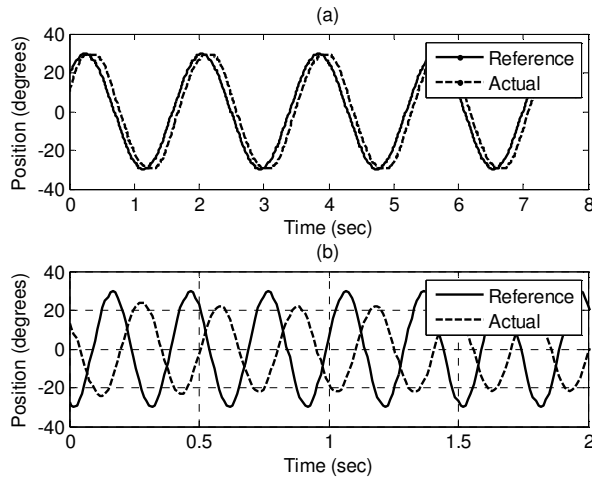 (a)
40
20
0
-20
-40
Position (degrees)
Reference
Actual
0 1 2 3 4 5 6 7 8
Time (sec)
(b)
40
20
0
-20
-40
Position (degrees)
Reference
Actual
0 0.5 1 1.5 2
Time (sec)